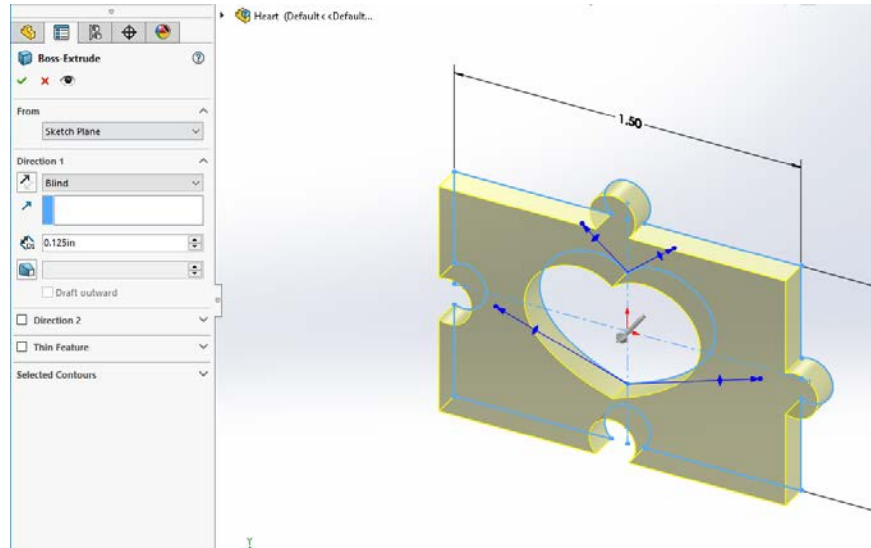 Heart (Default<<Default...
Boss-Extrude
From
Sketch Plane
Direction 1
Blind
0.125in
Draft outward
Direction 2
Thin Feature
Selected Contours
1.50
Y